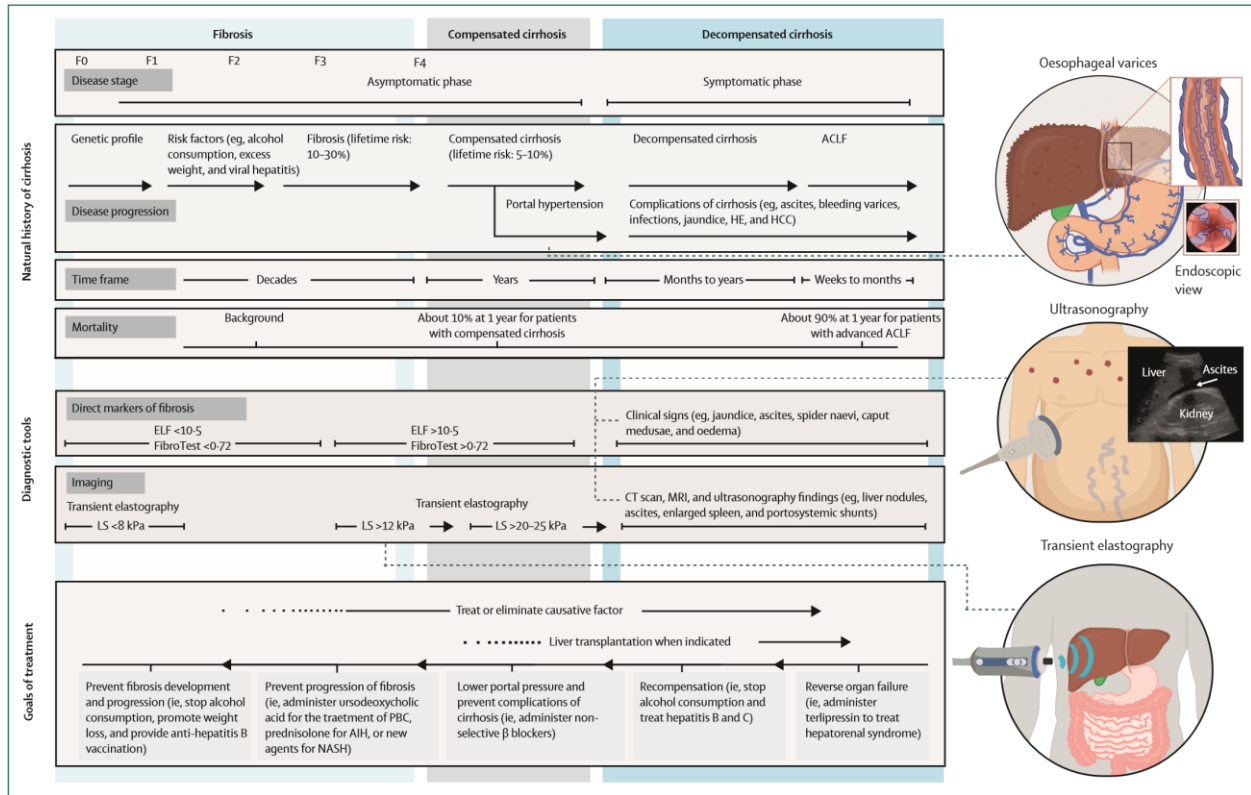 Fibrosis
Compensated cirrhosis
Decompensated cirrhosis
Natural history of cirrhosis
F0
F1
F2
F3
F4
Disease stage
Asymptomatic phase
Symptomatic phase
Genetic profile
Risk factors (eg, alcohol
consumption, excess
weight, and viral hepatitis)
Fibrosis (lifetime risk:
10–30%)
Compensated cirrhosis
(lifetime risk: 5–10%)
Decompensated cirrhosis
ACLF
Disease progression
Portal hypertension
Complications of cirrhosis (eg, ascites, bleeding varices,
infections, jaundice, HE, and HCC)
Time frame
Decades
Years
Months to years
Weeks to months
Mortality
Background
About 10% at 1 year for patients
with compensated cirrhosis
About 90% at 1 year for patients
with advanced ACLF
Diagnostic tools
Direct markers of fibrosis
ELF <10·5
FibroTest <0·72
ELF >10·5
FibroTest >0·72
Clinical signs (eg, jaundice, ascites, spider naevi, caput
medusae, and oedema)
Imaging
Transient elastography
LS <8 kPa
Transient elastography
LS >12 kPa
LS >20–25 kPa
CT scan, MRI, and ultrasonography findings (eg, liver nodules,
ascites, enlarged spleen, and portosystemic shunts)
Goals of treatment
Treat or eliminate causative factor
Liver transplantation when indicated
Prevent fibrosis development
and progression (ie, stop alcohol
consumption, promote weight
loss, and provide anti-hepatitis B
vaccination)
Prevent progression of fibrosis
(ie, administer ursodeoxycholic
acid for the traetment of PBC,
prednisolone for AIH, or new
agents for NASH)
Lower portal pressure and
prevent complications of
cirrhosis (ie, administer non-
selective β blockers)
Recompensation (ie, stop
alcohol consumption and
treat hepatitis B and C)
Reverse organ failure
(ie, administer
terlipressin to treat
hepatorenal syndrome)
Oesophageal varices
Endoscopic
view
Ultrasonography
Liver
Ascites
Kidney
Transient elastography